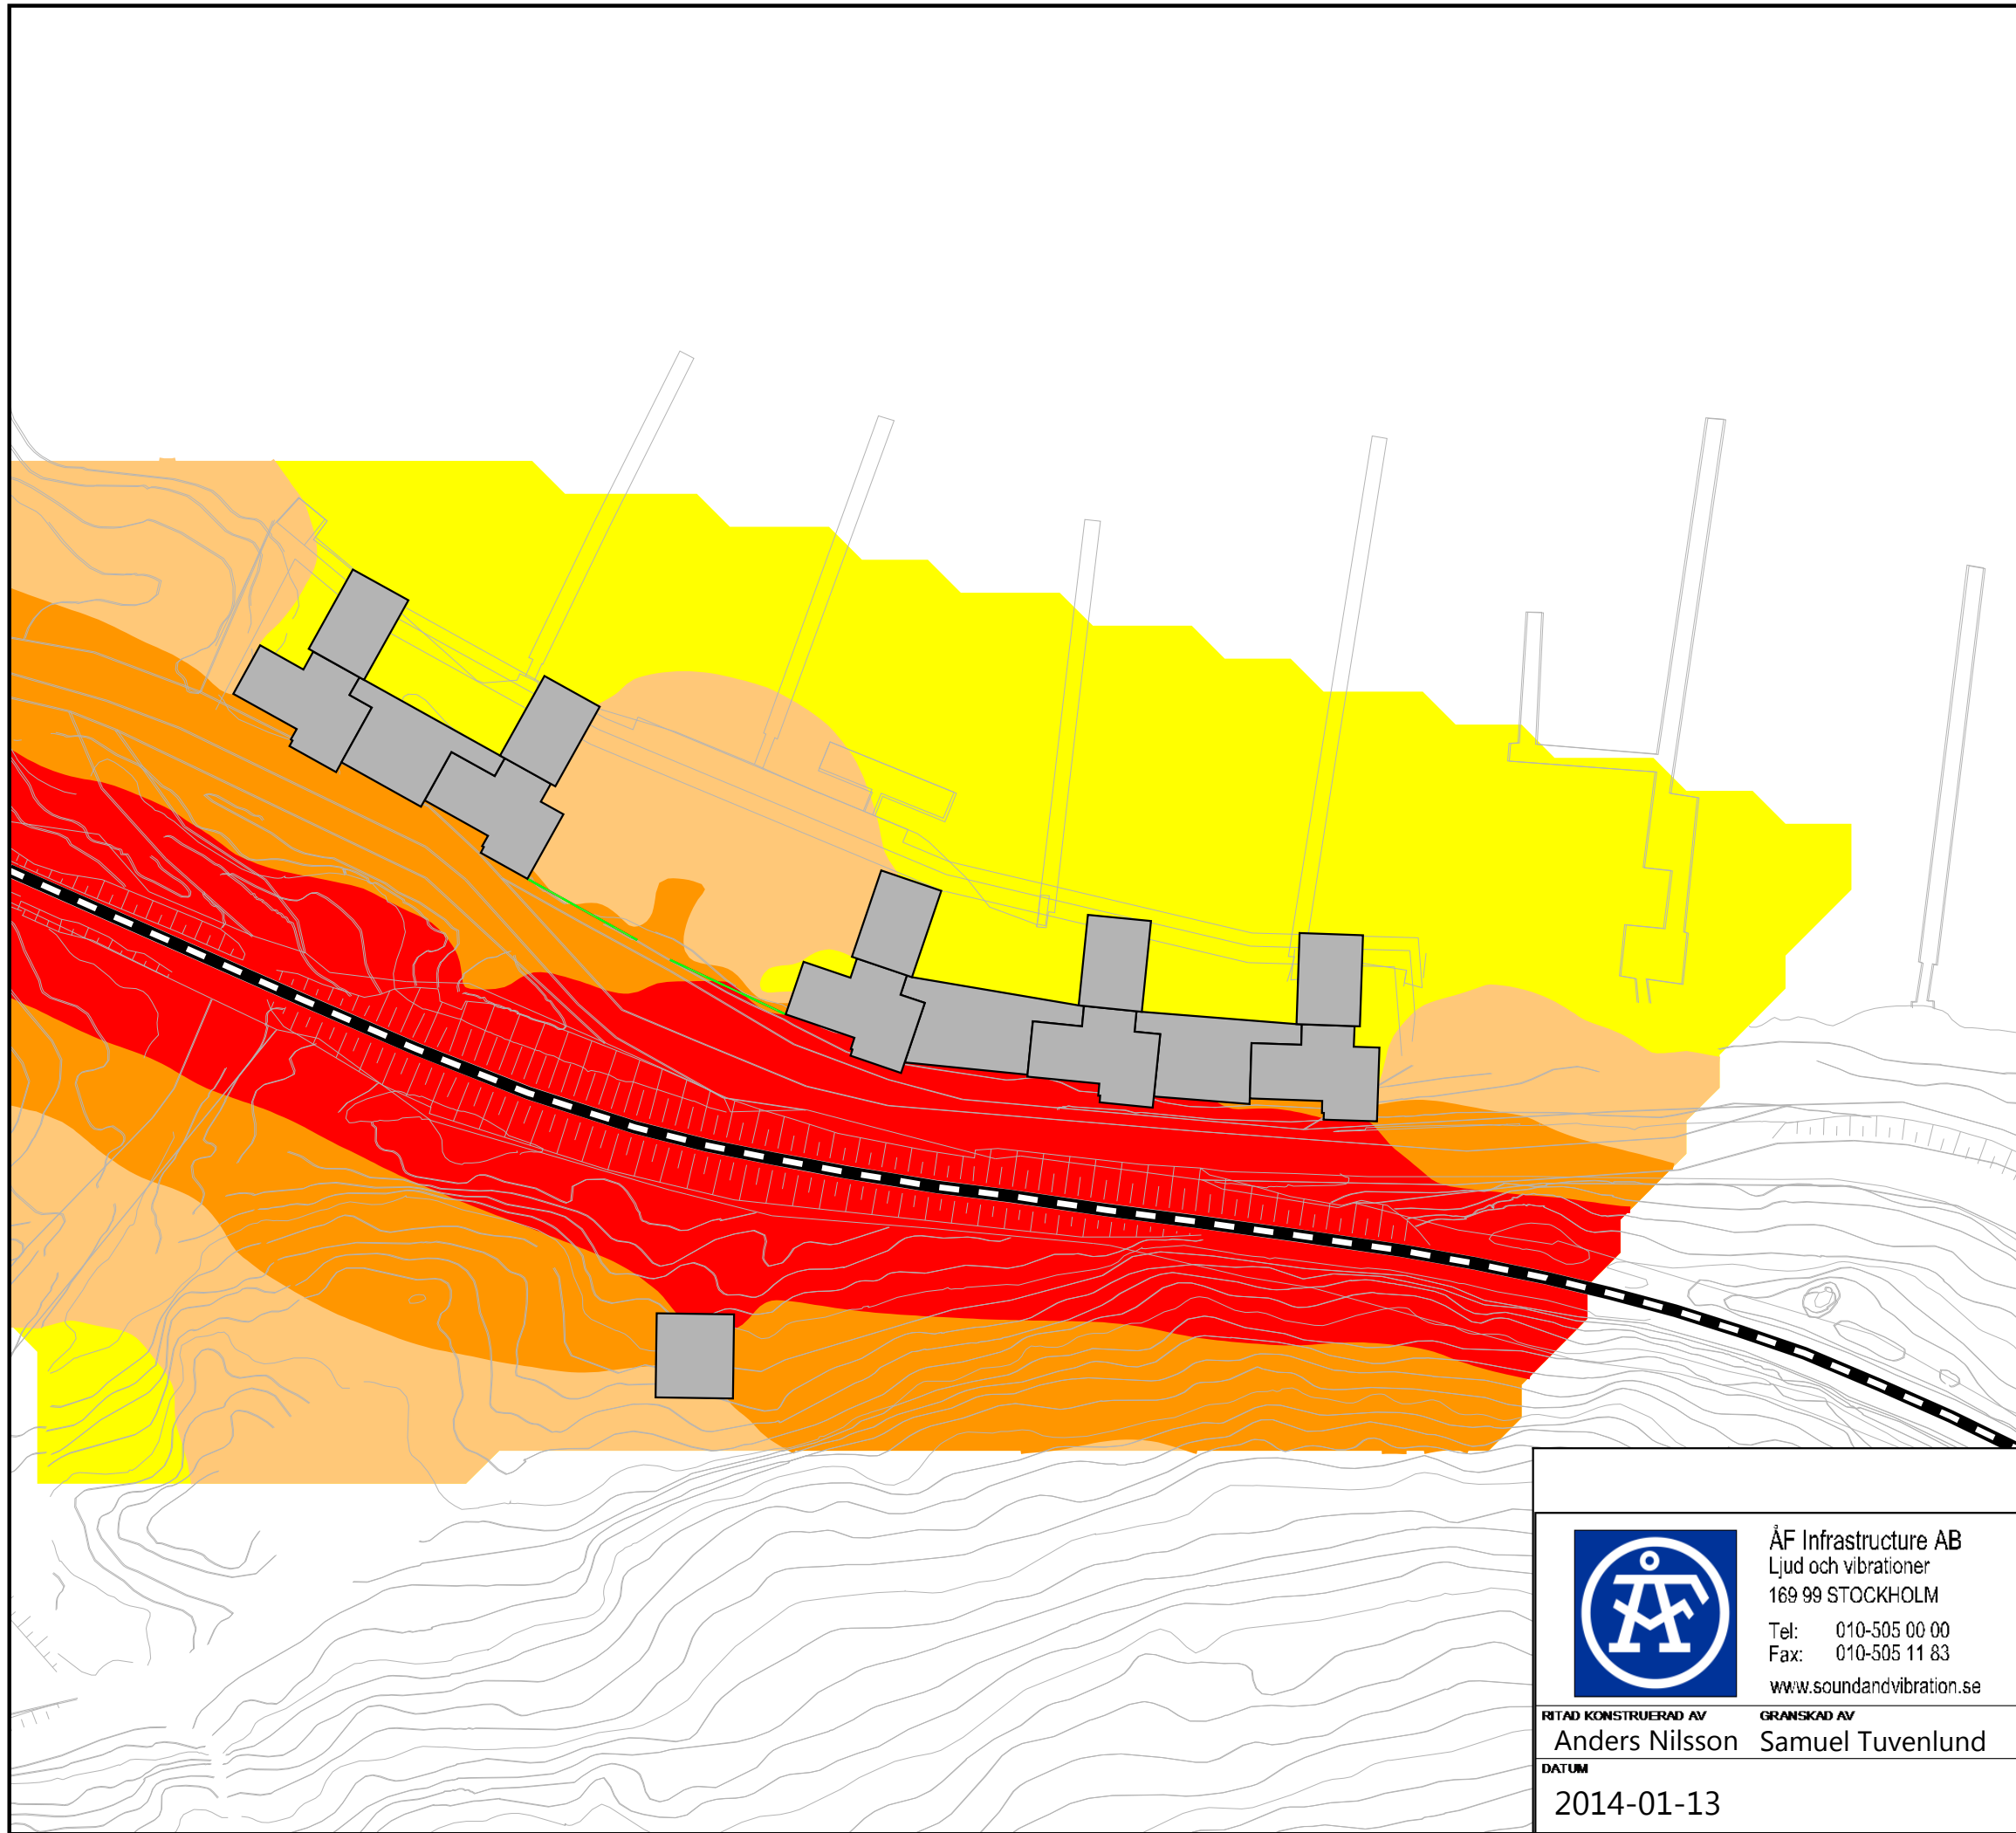 ÅF
ÅF Infrastructure AB
Ljud och vibrationer
169 99 STOCKHOLM
Tel: 010-505 00 00
Fax: 010-505 11 83
www.soundandvibration.se
RITAD KONSTRUERAD AV GRANSKAD AV
Anders Nilsson Samuel Tuvenlund
DATUM
2014-01-13